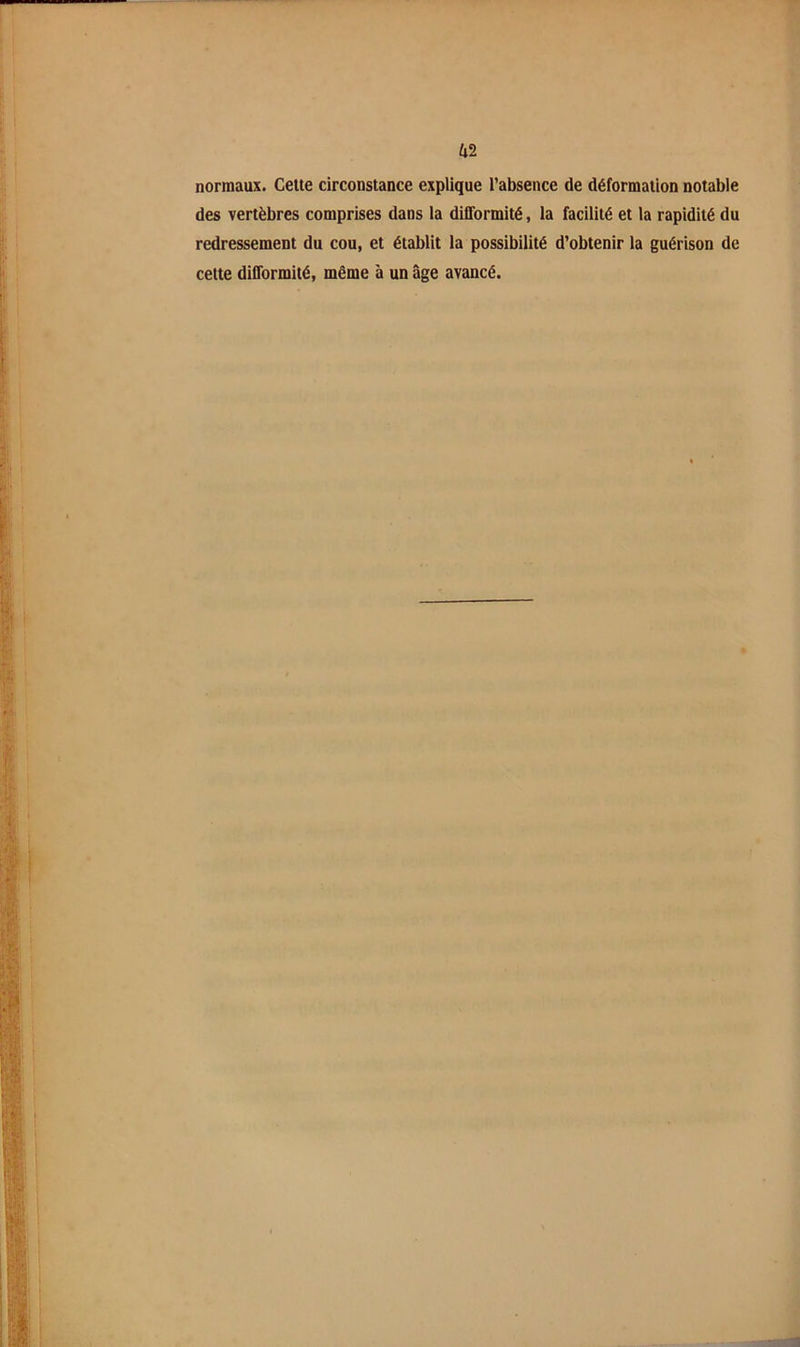 42
normaux. Cette circonstance explique l’absence de déformation notable
des vertèbres comprises dans la difformité, la facilité et la rapidité du
redressement du cou, et établit la possibilité d’obtenir la guérison de
cette difformité, même à un âge avancé.